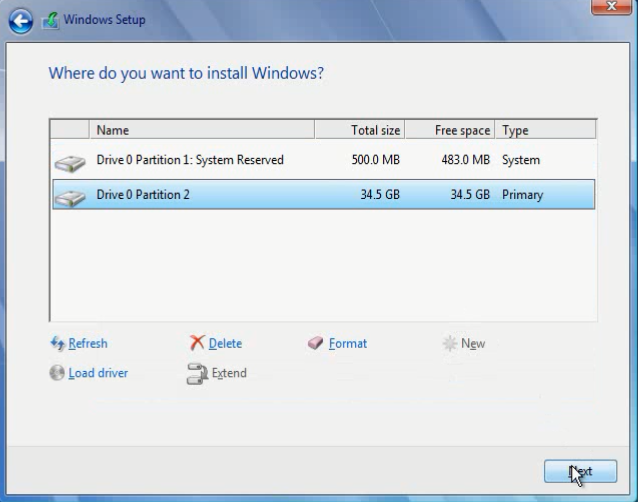 Windows Setup
Where do you want to install Windows?
Name Total size Free space Type
Drive 0 Partition 1: System Reserved 500.0 MB 483.0 MB System
Drive 0 Partition 2 34.5 GB 34.5 GB Primary
Refresh Delete Format New
Load driver Extend
Next